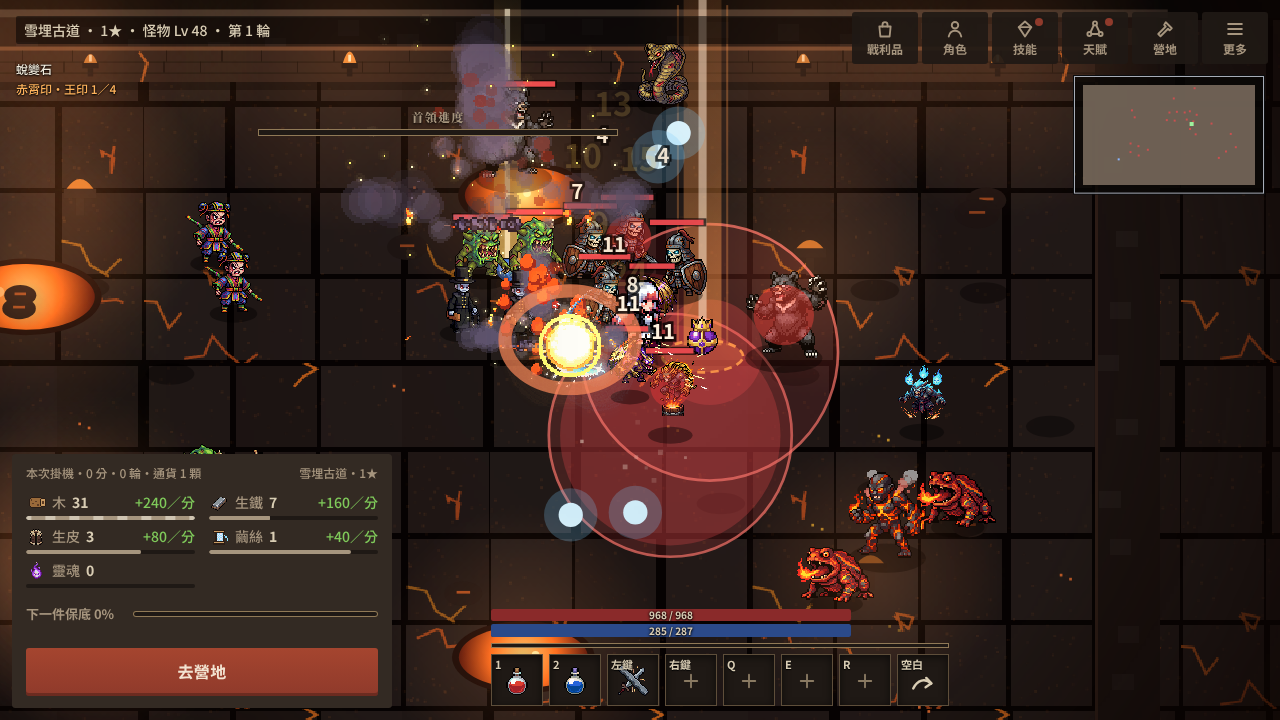 雪埋古道 · 1★ · 怪物 Lv 48 · 第 1 輪
蛻變石
赤霄印·王印 1／4
戰利品
角色
技能
天賦
營地
更多
首領進度
13
4
10
15
4
7
11
8
11
11
本次掛機·0 分·0 輪·通貨 1 顆
雪埋古道·1★
木 31 +240／分
生鐵 7 +160／分
生皮 3 +80／分
繭絲 1 +40／分
靈魂 0
下一件保底 0%
去營地
968 / 968
285 / 287
1
2
左鍵
右鍵
Q
E
R
空白